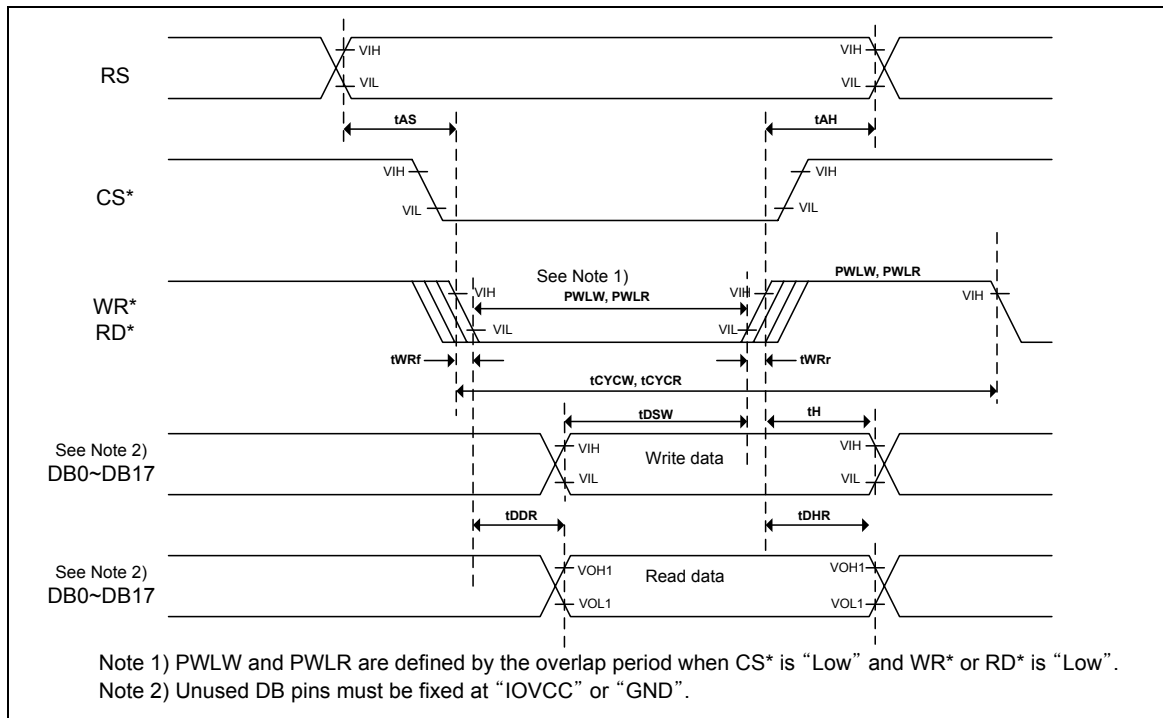 RS
VIH
VIH
VIL
VIL
tAS
tAH
CS*
VIH
VIH
VIL
VIL
See Note 1)
PWLW, PWLR
PWLW, PWLR
WR*
RD*
VIH
VIH
VIH
VIL
VIL
tWRf
tWRr
tCYCW, tCYCR
tDSW
tH
See Note 2)
DB0~DB17
VIH
Write data
VIH
VIL
VIL
tDDR
tDHR
See Note 2)
DB0~DB17
VOH1
Read data
VOH1
VOL1
VOL1
Note 1) PWLW and PWLR are defined by the overlap period when CS* is “Low” and WR* or RD* is “Low”.
Note 2) Unused DB pins must be fixed at “IOVCC” or “GND”.